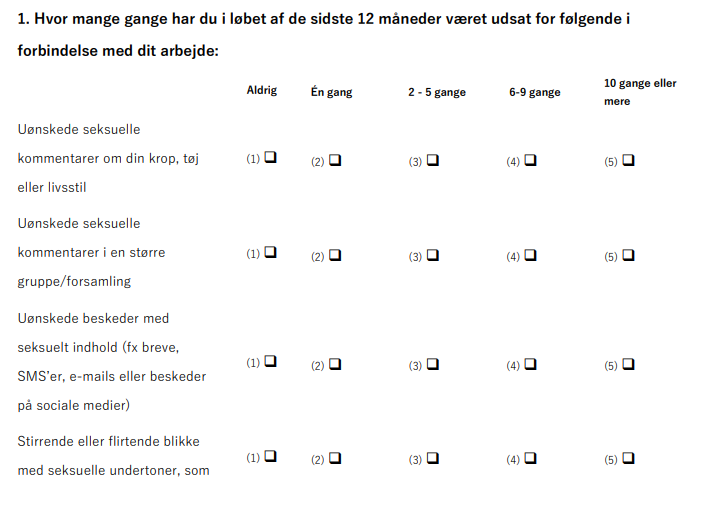 1. Hvor mange gange har du i løbet af de sidste 12 måneder været udsat for følgende i
forbindelse med dit arbejde:
Aldrig Én gang 2 - 5 gange 6-9 gange 10 gange eller
mere
Uønskede seksuelle
kommentarer om din krop, tøj (1) ❑ (2) ❑ (3) ❑ (4) ❑ (5) ❑
eller livsstil
Uønskede seksuelle
kommentarer i en større (1) ❑ (2) ❑ (3) ❑ (4) ❑ (5) ❑
gruppe/forsamling
Uønskede beskeder med
seksuelt indhold (fx breve, (1) ❑ (2) ❑ (3) ❑ (4) ❑ (5) ❑
SMS'er, e-mails eller beskeder
på sociale medier)
Stirrende eller flirtende blikke (1) ❑ (2) ❑ (3) ❑ (4) ❑ (5) ❑
med seksuelle undertoner, som